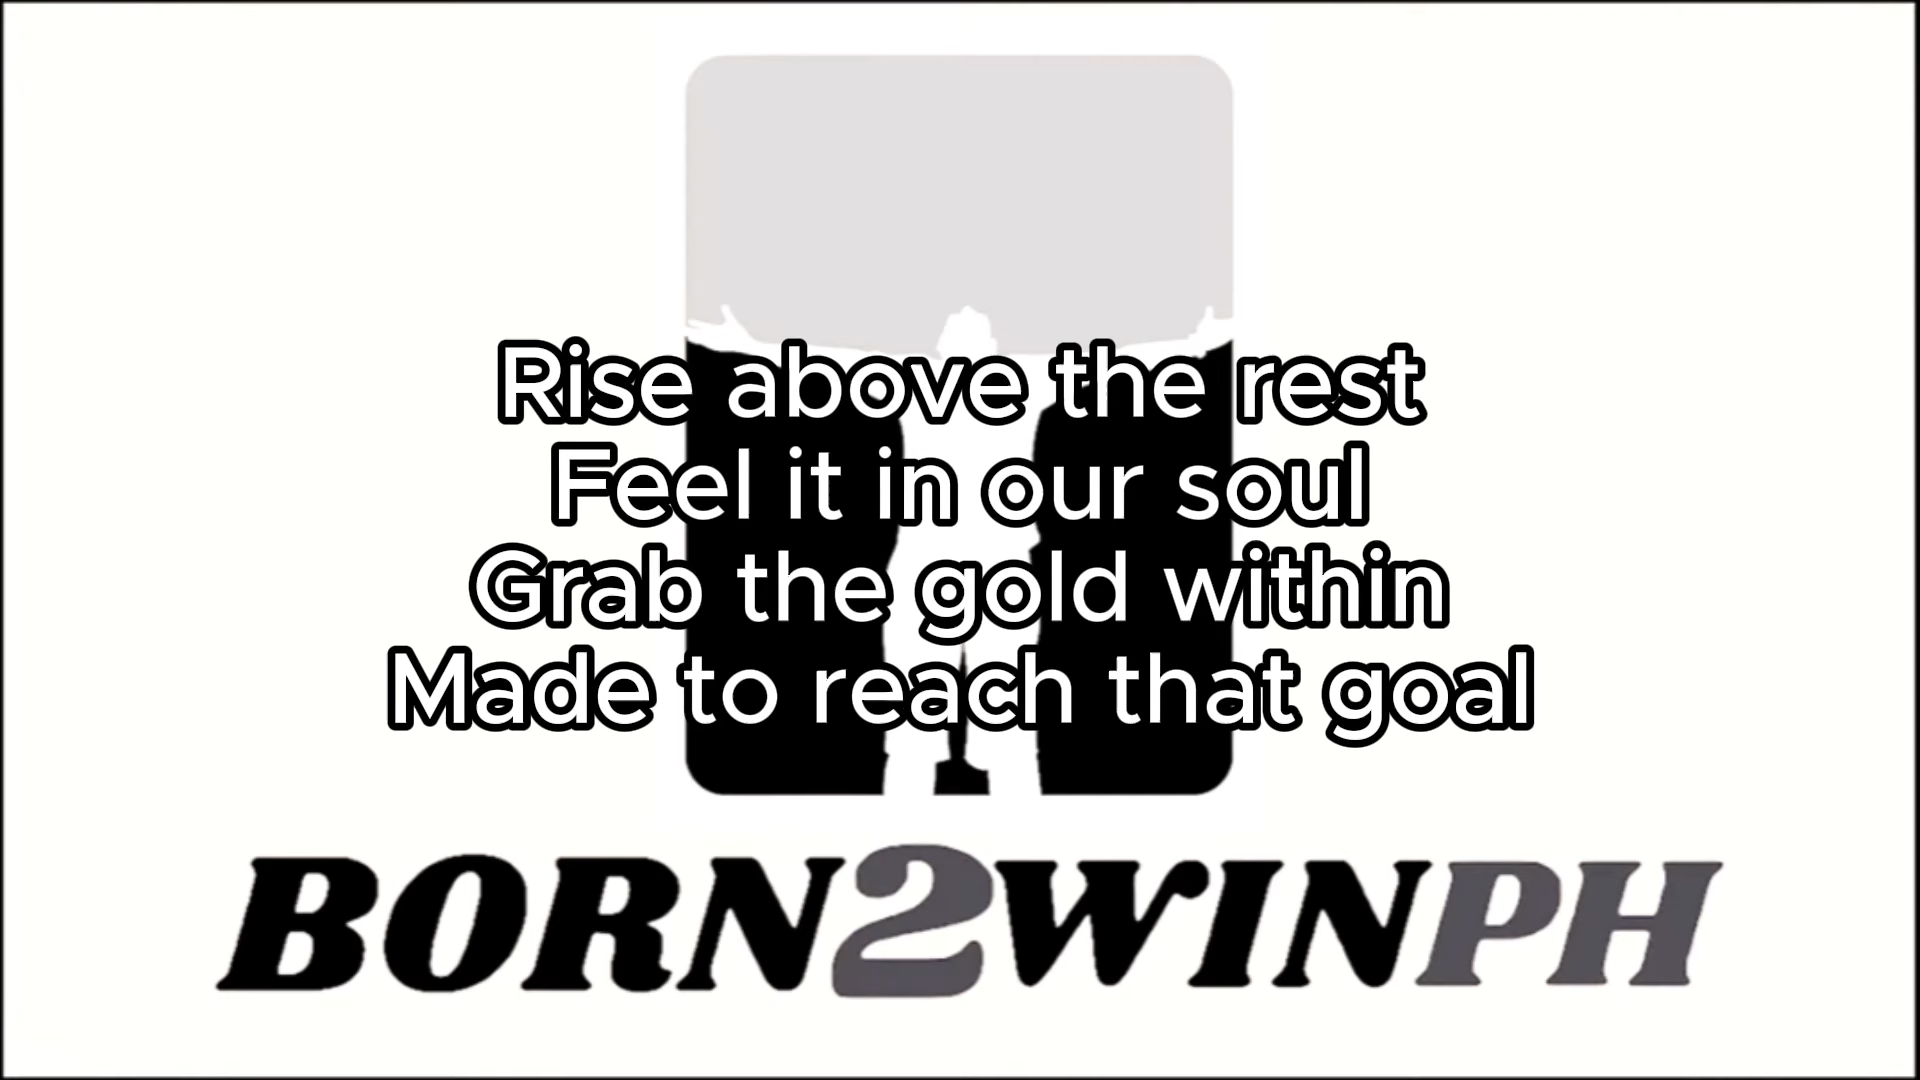 Rise above the rest
Feel it in our soul
Grab the gold within
Made to reach that goal
BORN2WINPH